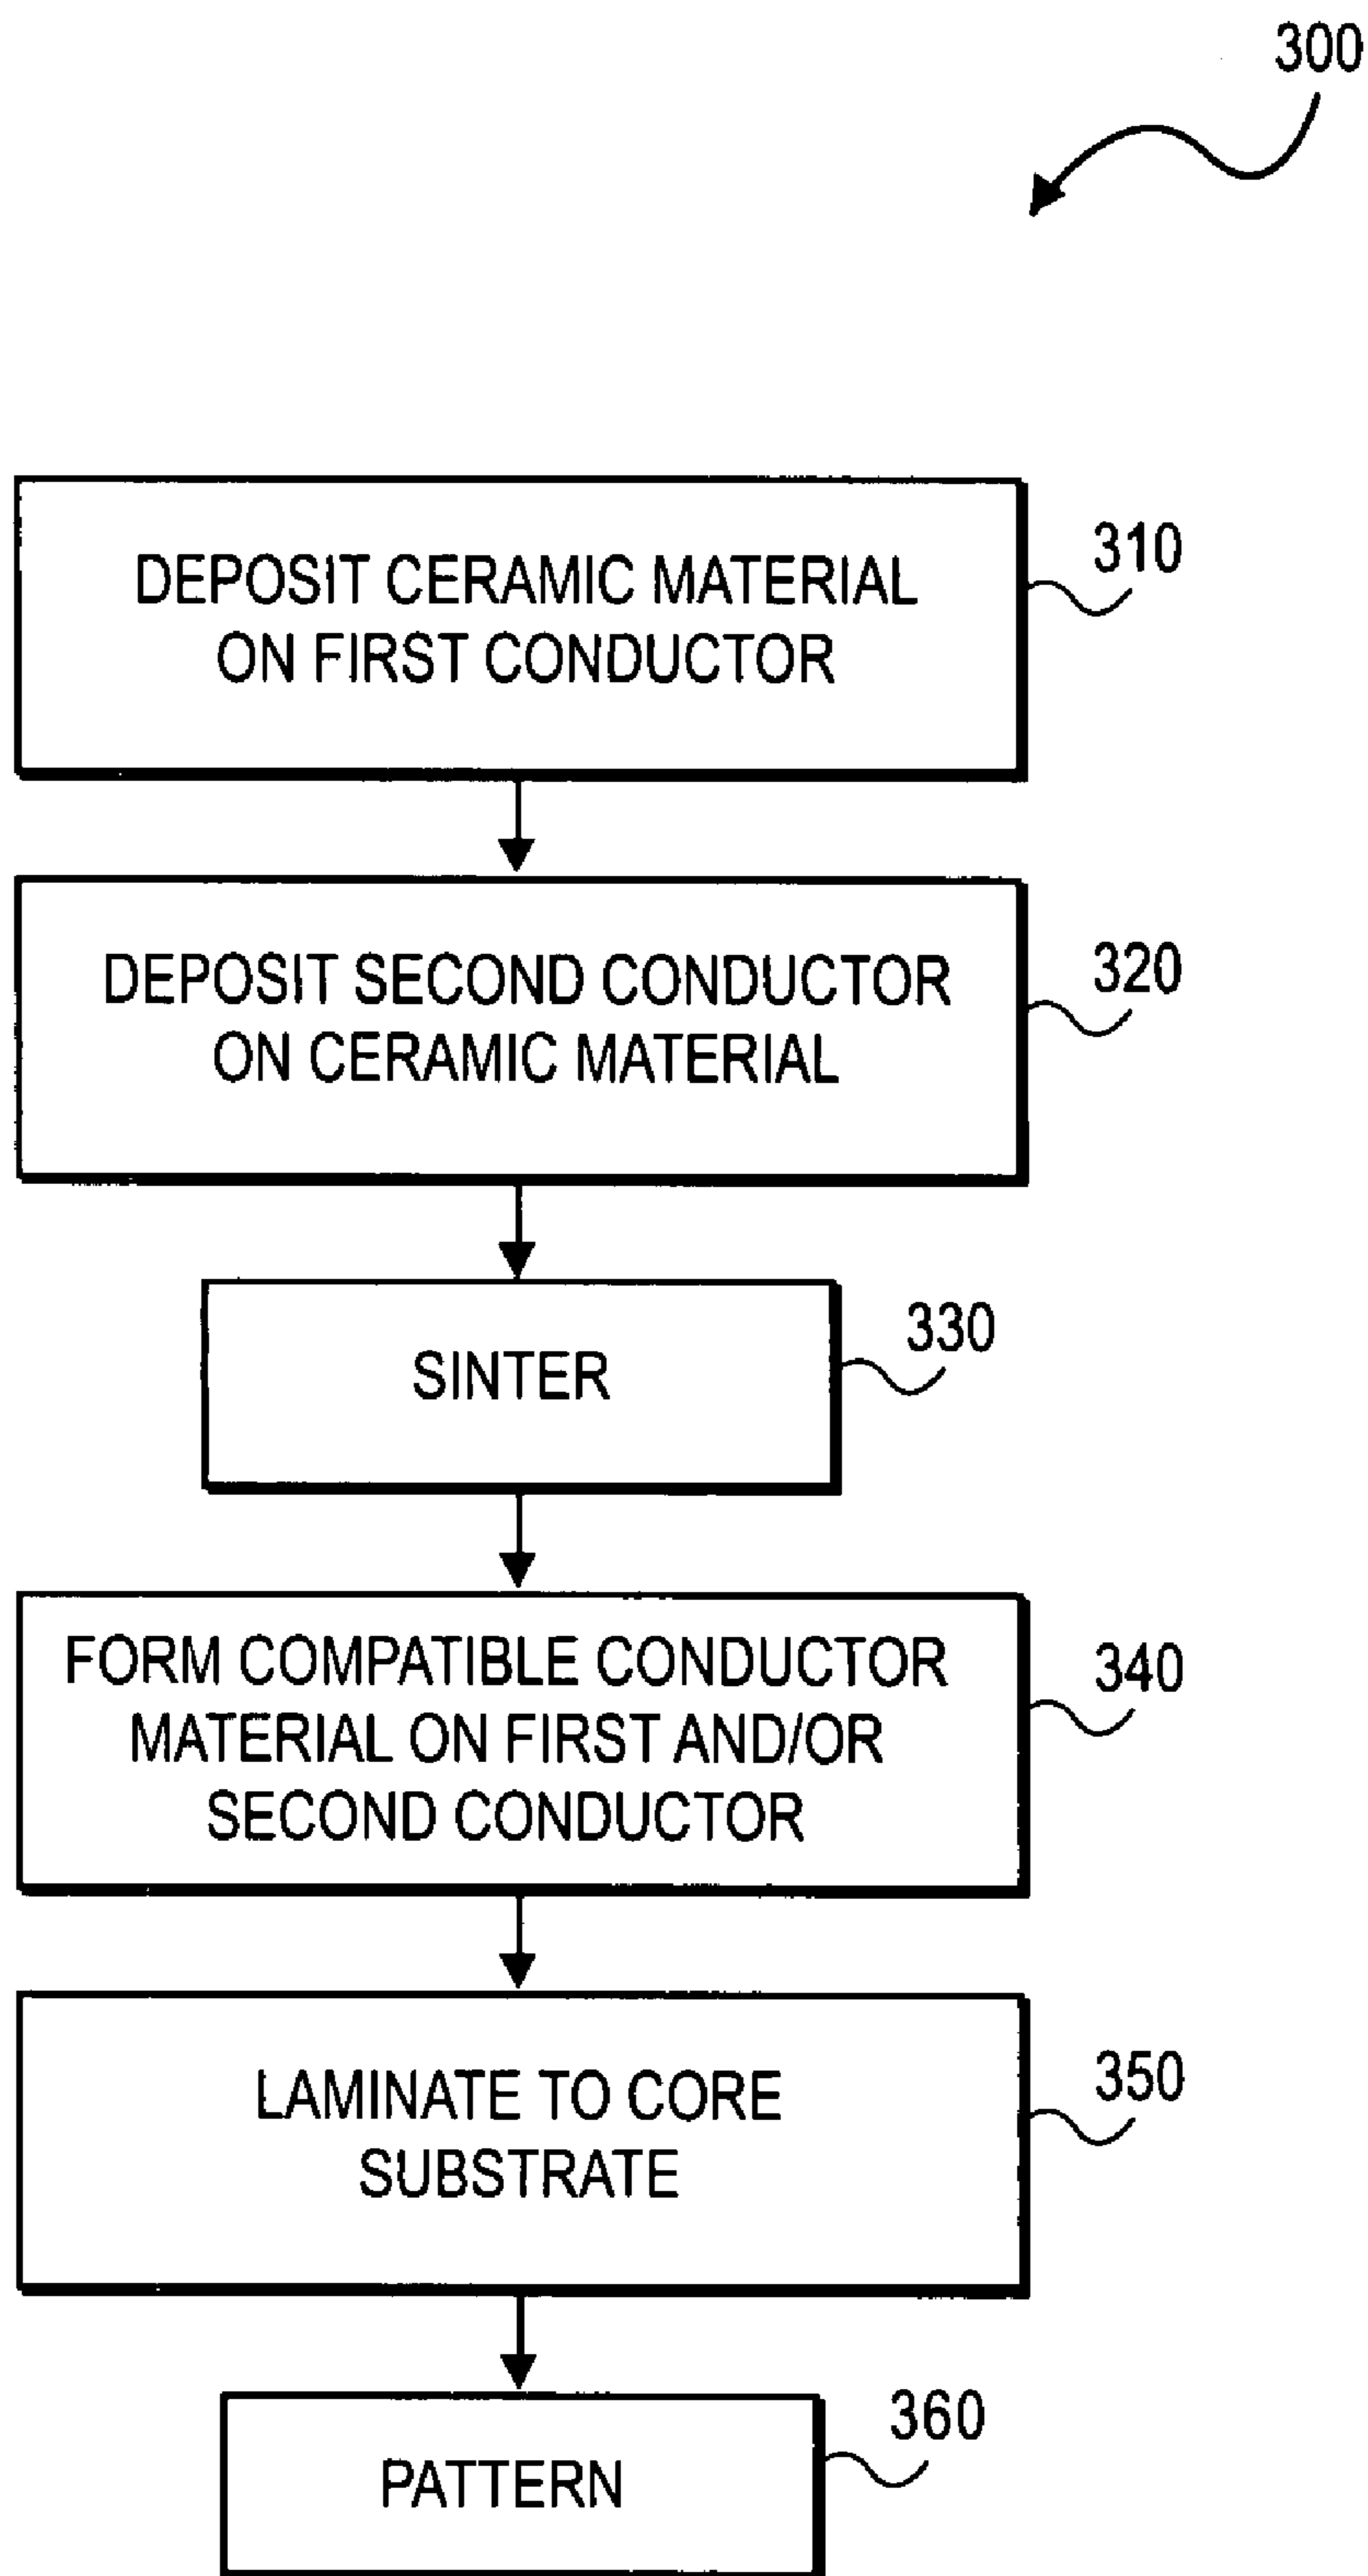 300
DEPOSIT CERAMIC MATERIAL
ON FIRST CONDUCTOR
310
DEPOSIT SECOND CONDUCTOR
ON CERAMIC MATERIAL
320
SINTER
330
FORM COMPATIBLE CONDUCTOR
MATERIAL ON FIRST AND/OR
SECOND CONDUCTOR
340
LAMINATE TO CORE
SUBSTRATE
350
PATTERN
360